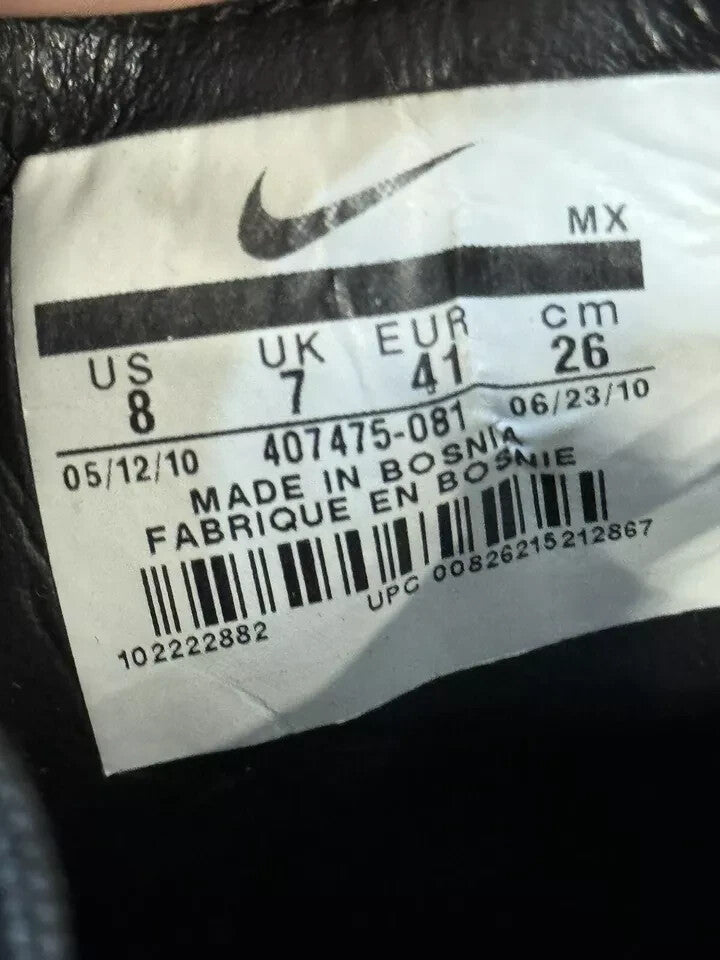 MX
US UK EUR cm
8 7 41 26
05/12/10 407475-081 06/23/10
MADE IN BOSNIA
FABRIQUE EN BOSNIE
102222882 UPC 00826215212867